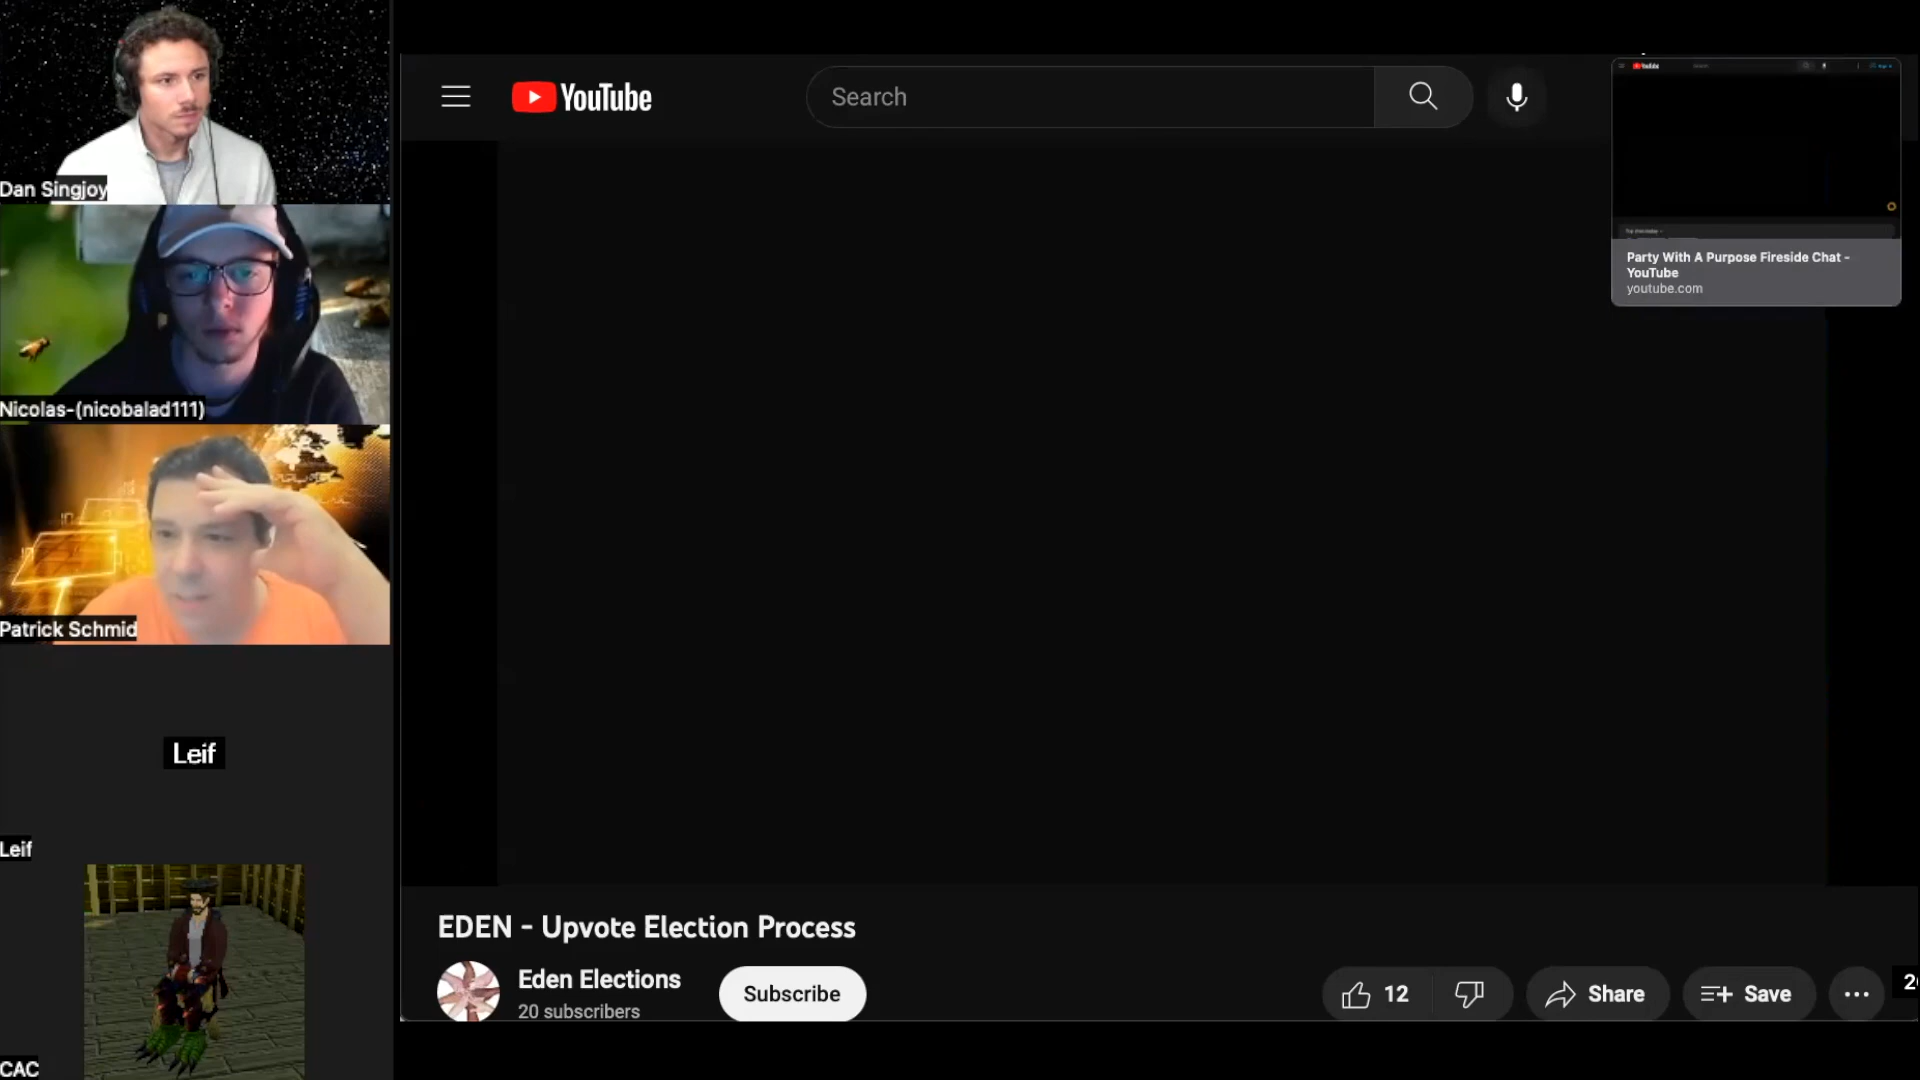 Dan Singjoy
Nicolas-(nicobalad111)
Patrick Schmid
Leif
Leif
CAC
YouTube
Search
Party With A Purpose Fireside Chat -
YouTube
youtube.com
EDEN - Upvote Election Process
Eden Elections
20 subscribers
Subscribe
12
Share
Save